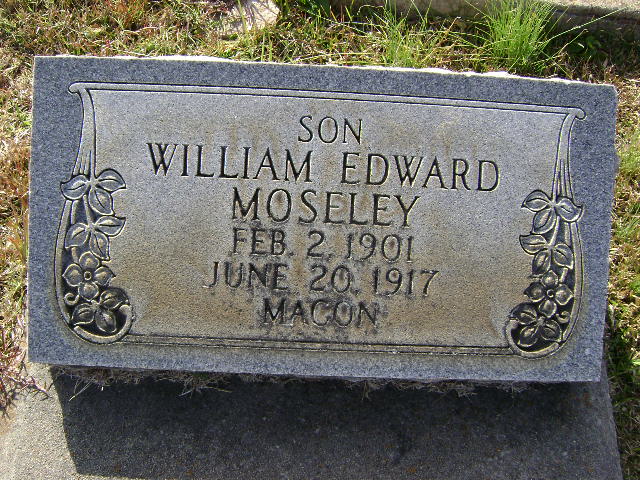 SON
WILLIAM EDWARD
MOSELEY
FEB. 2, 1901
JUNE 20, 1917
MACON